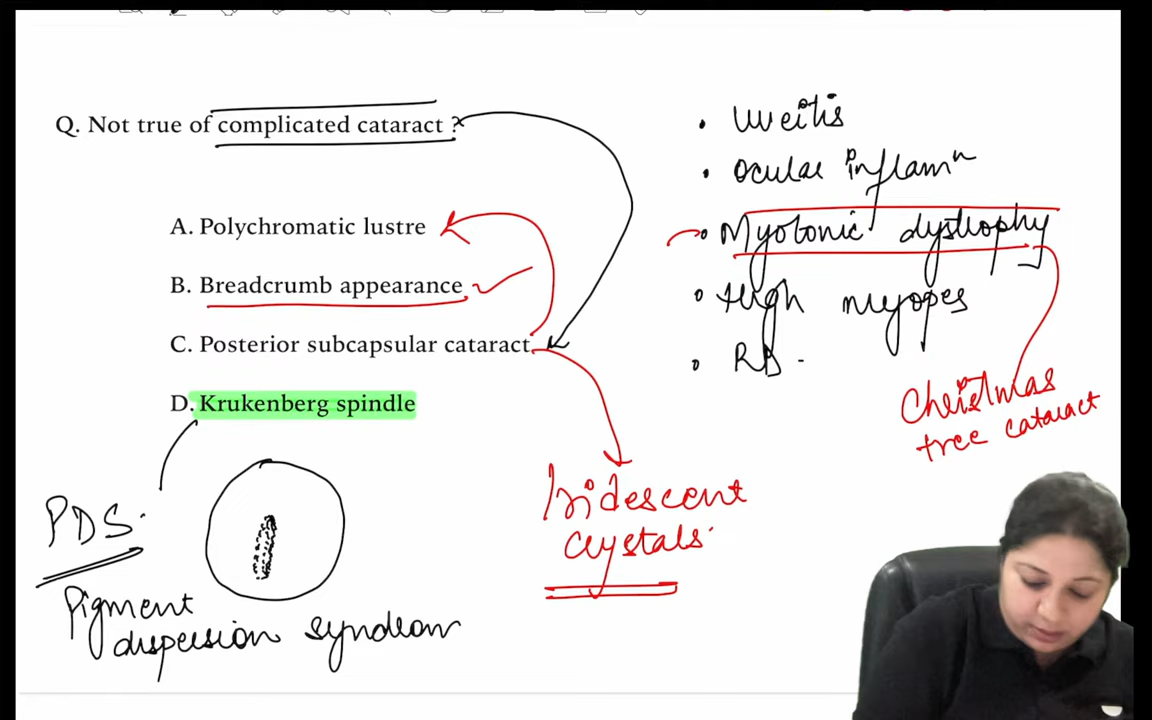 Q. Not true of complicated cataract ?
A. Polychromatic lustre
B. Breadcrumb appearance
C. Posterior subcapsular cataract
D. Krukenberg spindle
• Uveitis
• Ocular inflamⁿ
• Myotonic dystrophy
• High myopes
• RD -
Christmas
tree cataract
Iridescent
crystals
PDS
Pigment
dispersion syndrom